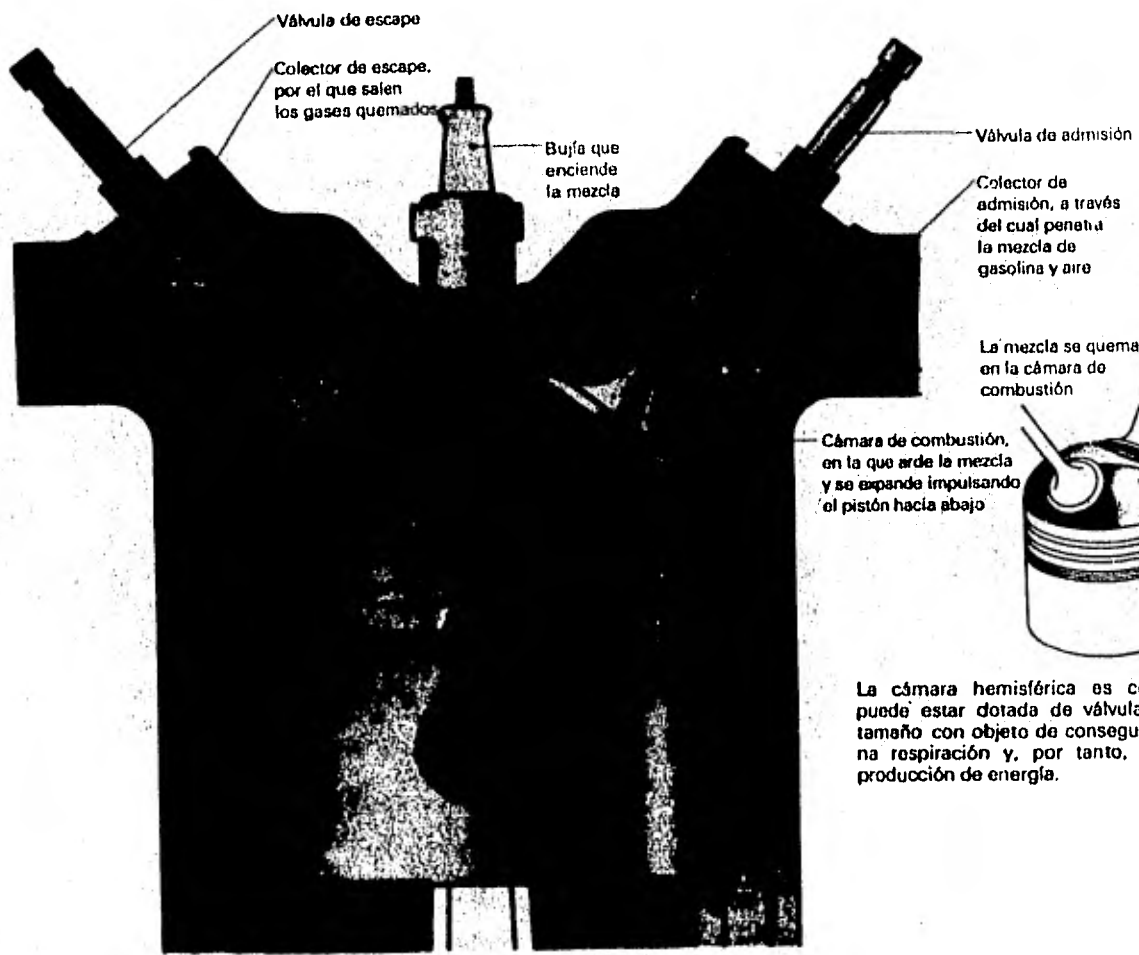 Válvula de escape
Colector de escape,
por el que salen
los gases quemados
Bujía que
enciende
la mezcla
Válvula de admisión
Colector de
admisión, a través
del cual penetra
la mezcla de
gasolina y aire
La mezcla se quema
en la cámara de
combustión
Cámara de combustión,
en la que arde la mezcla
y se expande impulsando
el pistón hacia abajo
La cámara hemisférica es
puede estar dotada de
tamaño con objeto de
na respiración y, por tanto,
producción de energía.